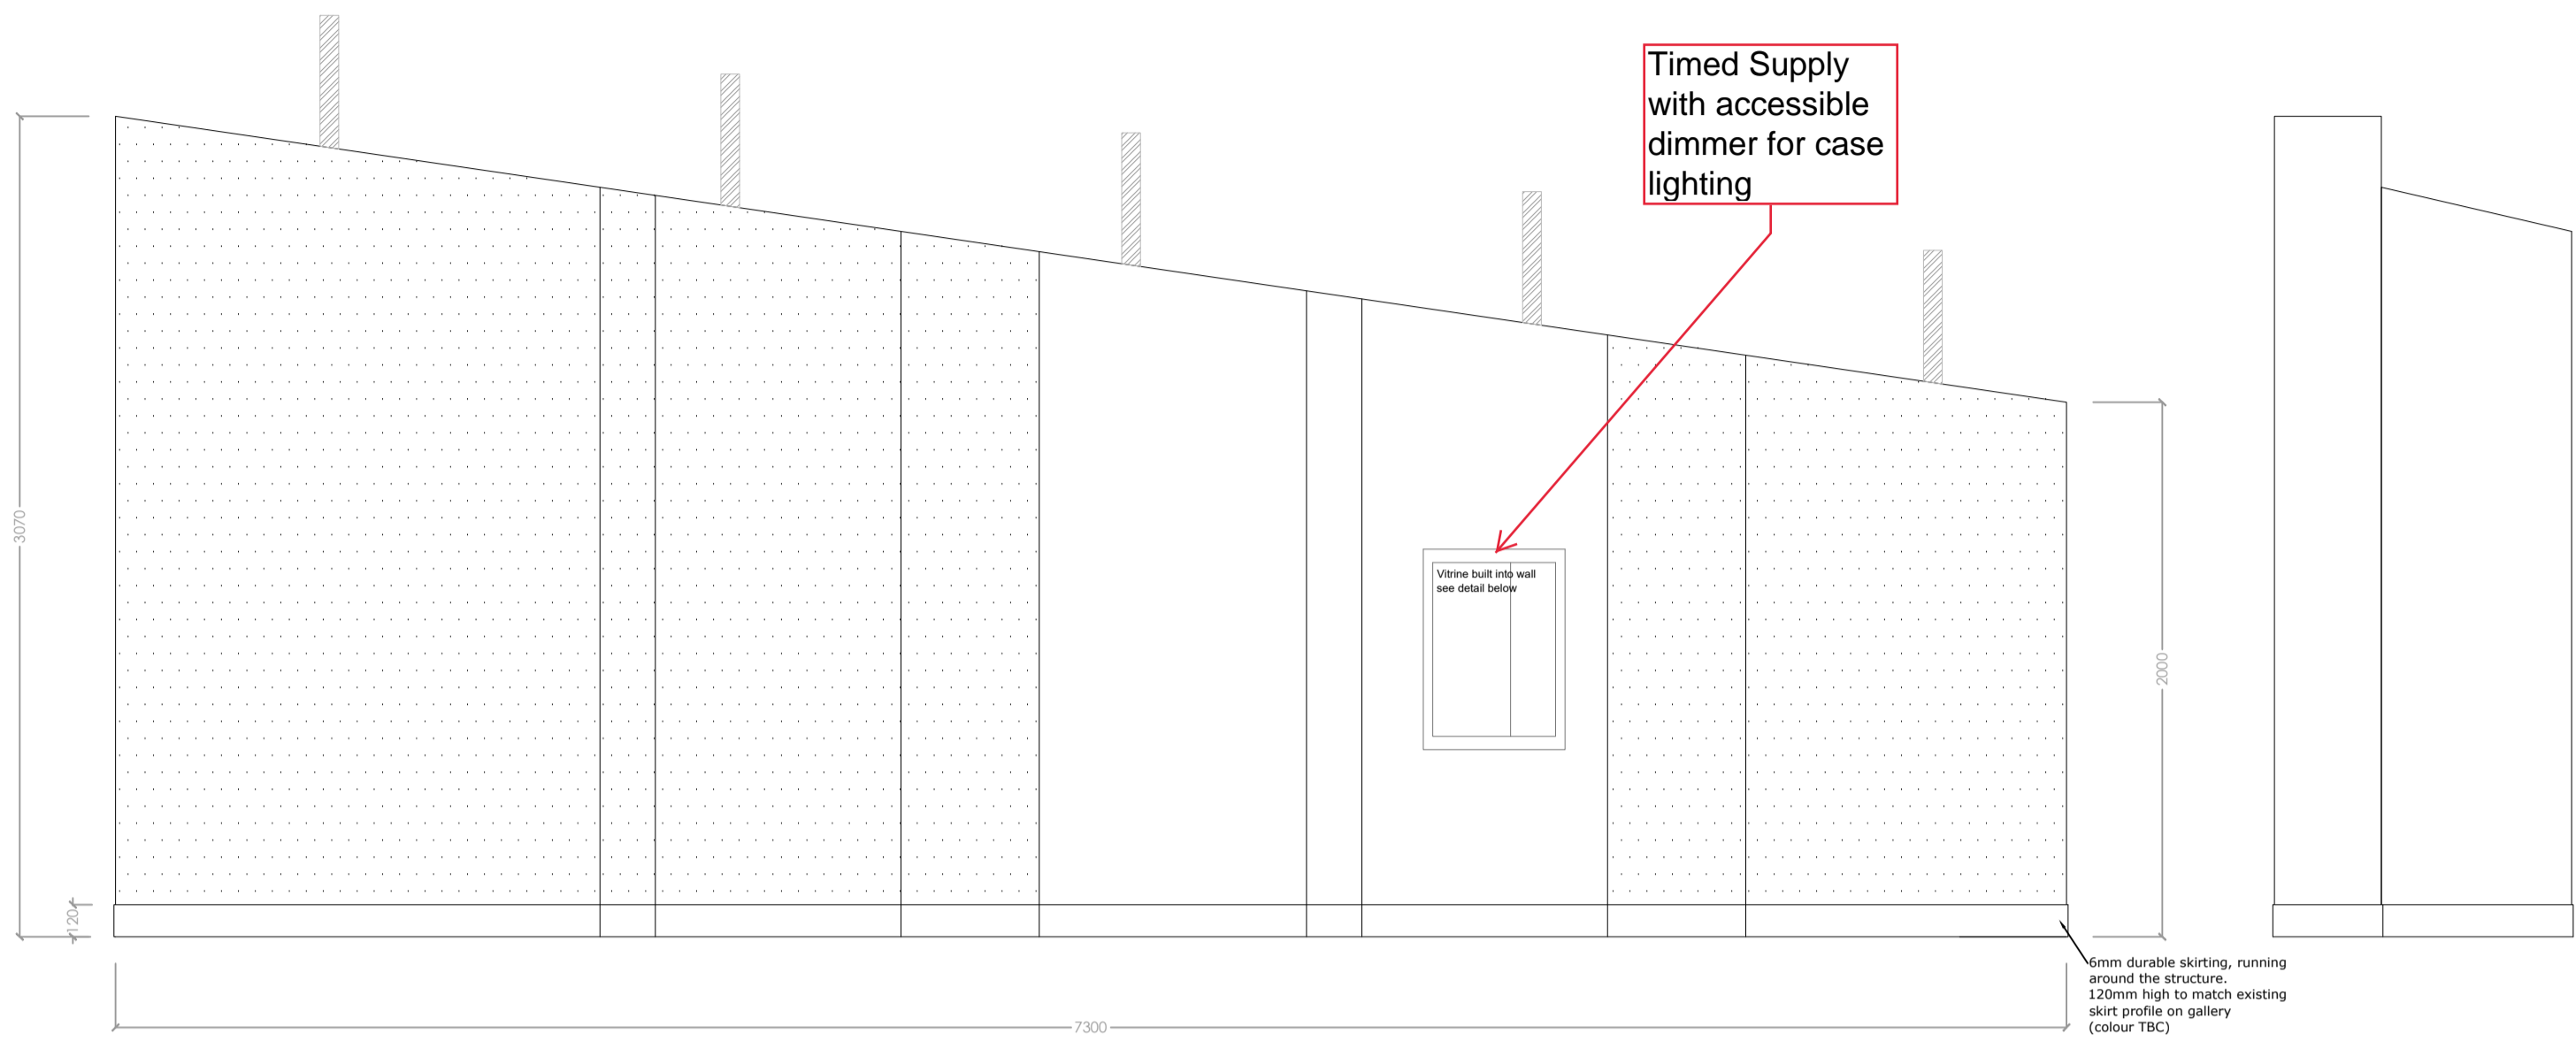 Timed Supply
with accessible
dimmer for case
lighting
3070
Vitrine built into wall
see detail below
2000
120
6mm durable skirting, running
around the structure.
120mm high to match existing
skirt profile on gallery
(colour TBC)
7300